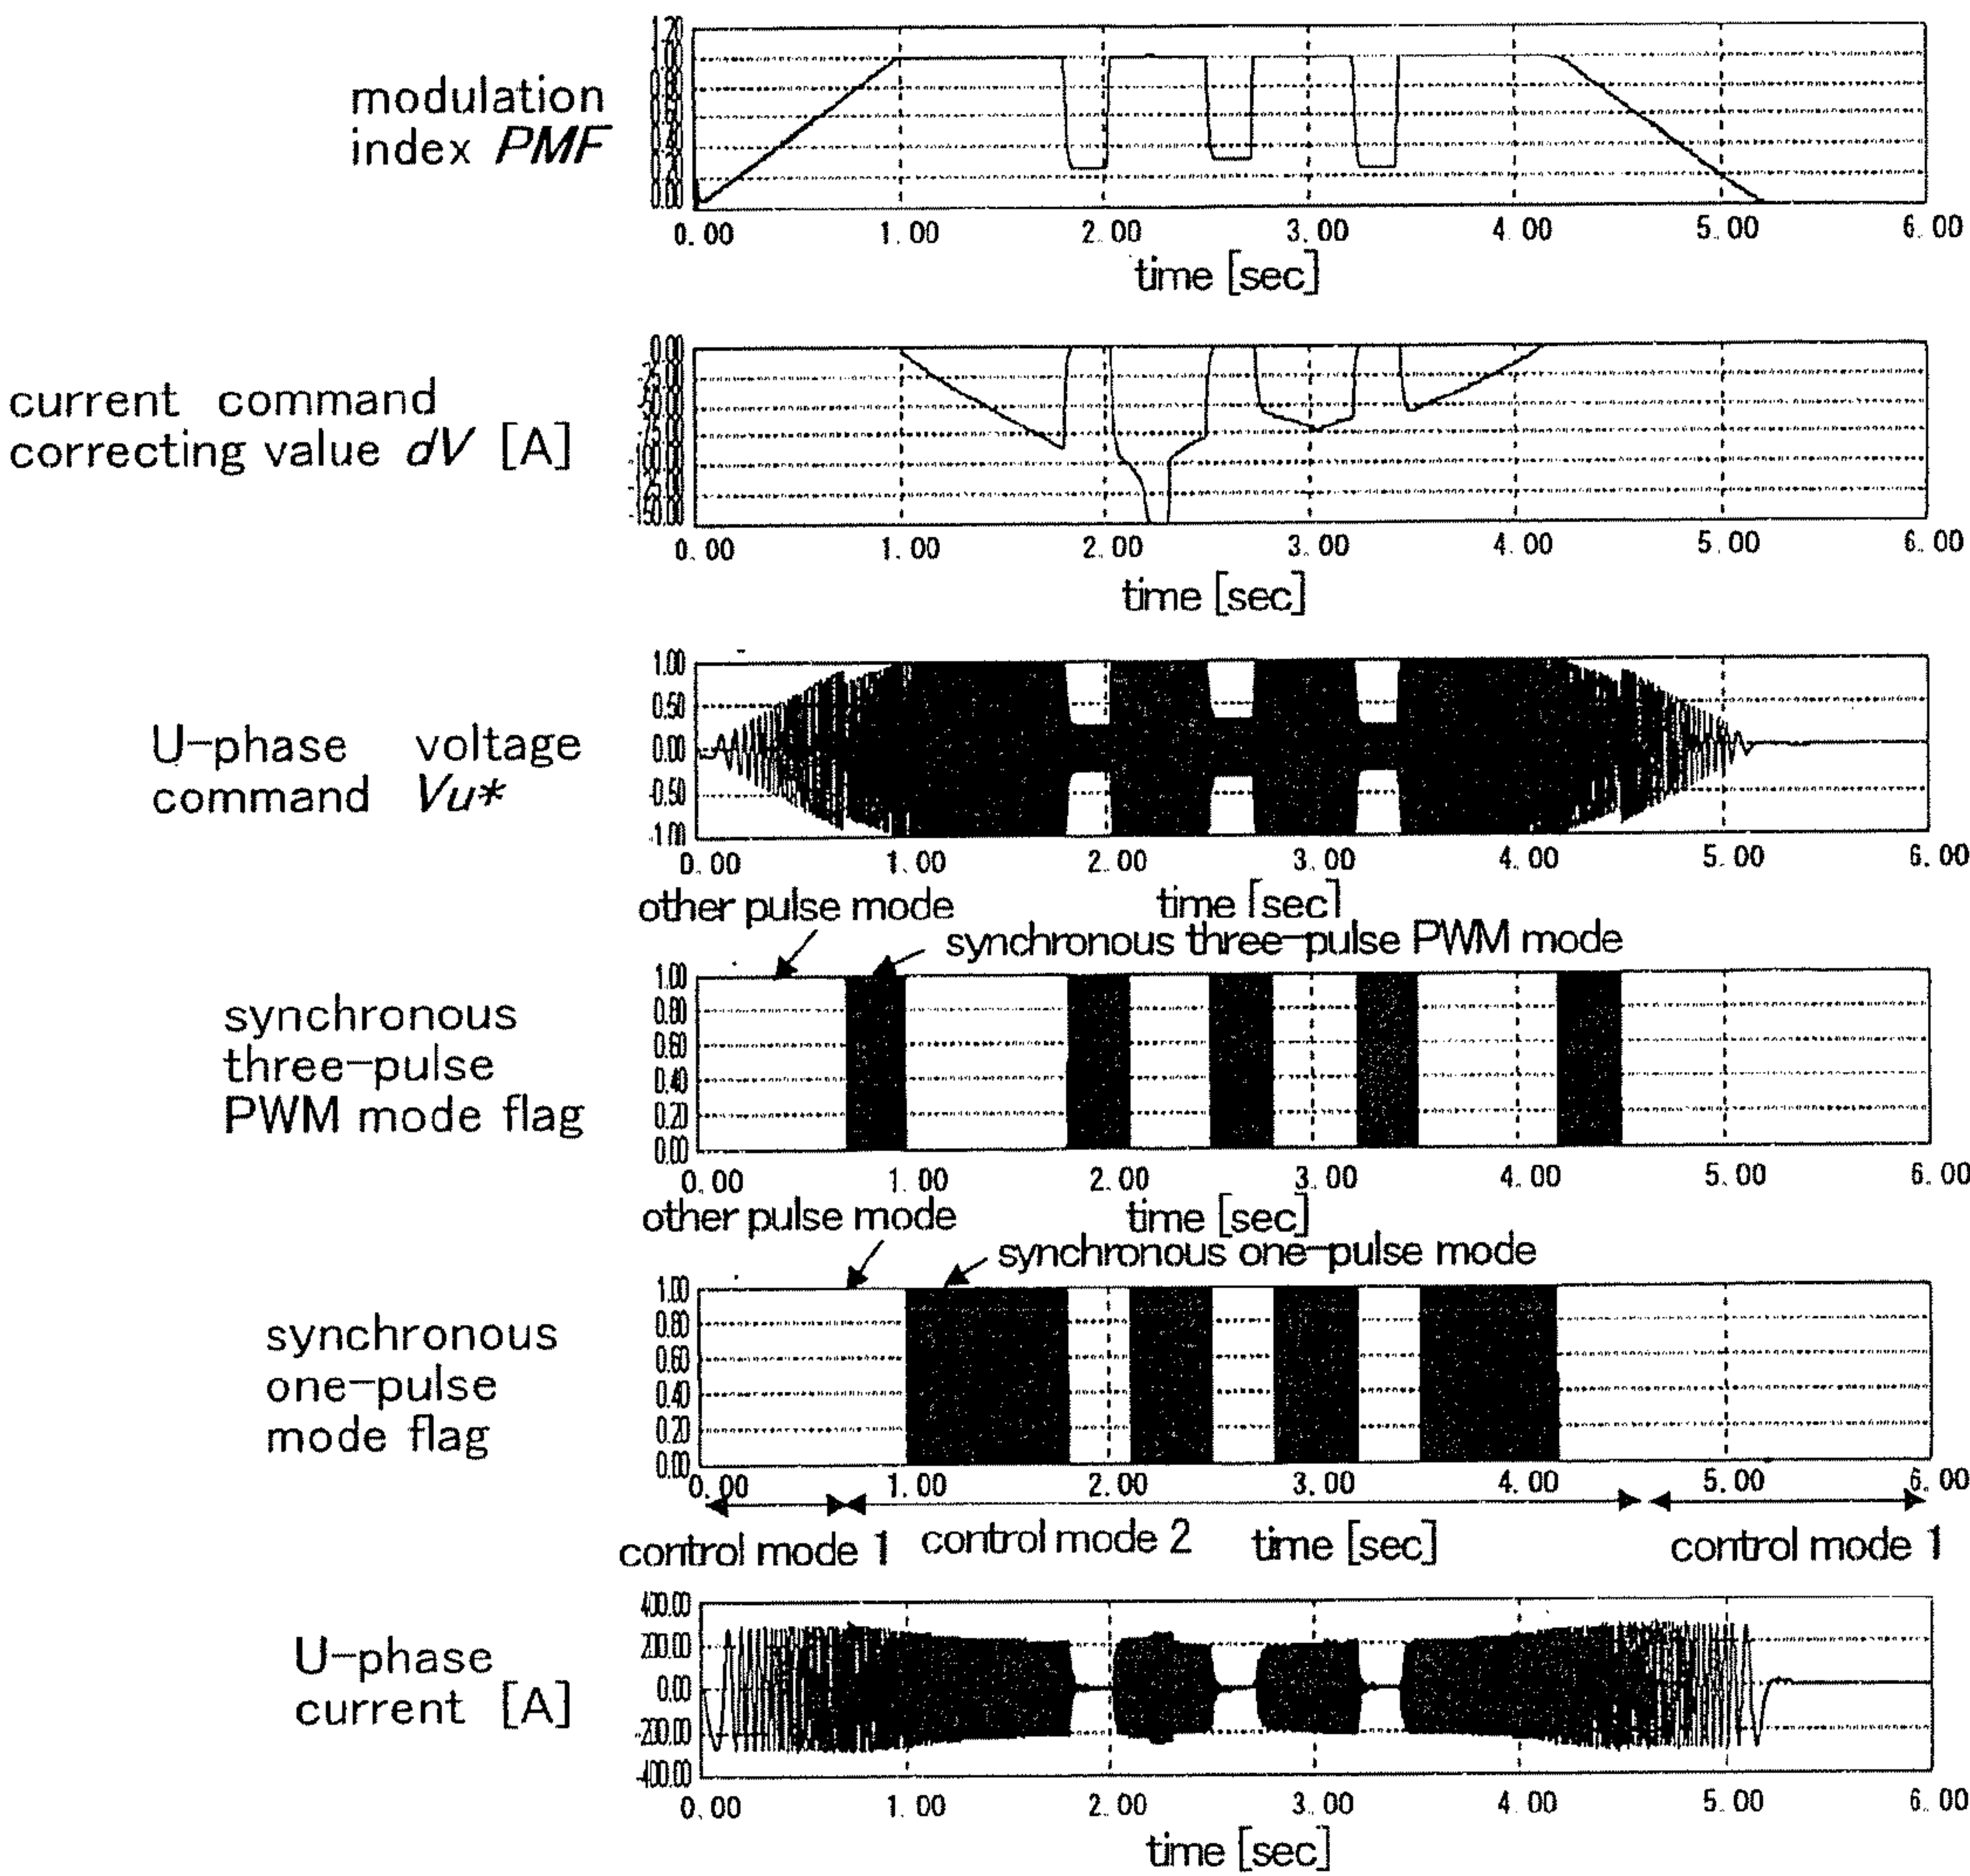 modulation
index PMF
1.20
0.00 1.00 2.00 3.00 4.00 5.00 6.00
time [sec]
current command
correcting value dV [A]
0.00
0.00 1.00 2.00 3.00 4.00 5.00 6.00
time [sec]
U-phase voltage
command Vu*
1.00
0.50
0.00
-0.50
-1.00
0.00 1.00 2.00 3.00 4.00 5.00 6.00
time [sec]
other pulse mode
synchronous three-pulse PWM mode
synchronous
three-pulse
PWM mode flag
1.00
0.80
0.60
0.40
0.20
0.00
0.00 1.00 2.00 3.00 4.00 5.00 6.00
time [sec]
other pulse mode
synchronous one-pulse mode
synchronous
one-pulse
mode flag
1.00
0.80
0.60
0.40
0.20
0.00
0.00 1.00 2.00 3.00 4.00 5.00 6.00
control mode 1 control mode 2 time [sec] control mode 1
U-phase
current [A]
400.00
200.00
0.00
-200.00
-400.00
0.00 1.00 2.00 3.00 4.00 5.00 6.00
time [sec]